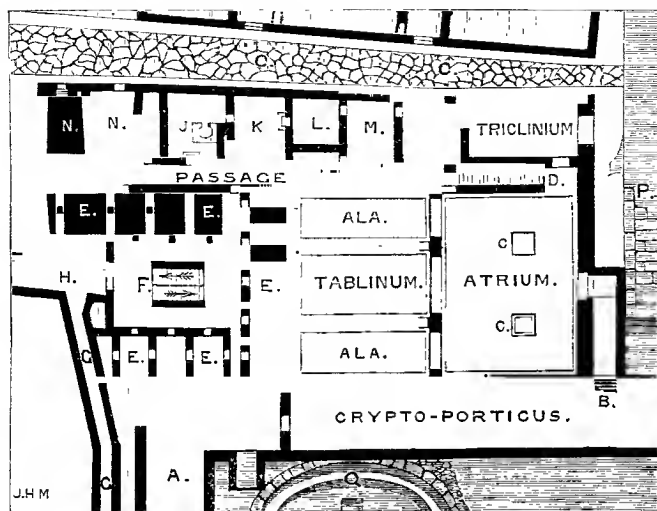 C C
N. N. J. K L. M. TRICLINIUM
PASSAGE D. P.
E. E. ALA. C
H. F. E. TABLINUM. ATRIUM.
C.
G E. E. ALA. B.
CRYPTO-PORTICUS.
G A. O
J.H M